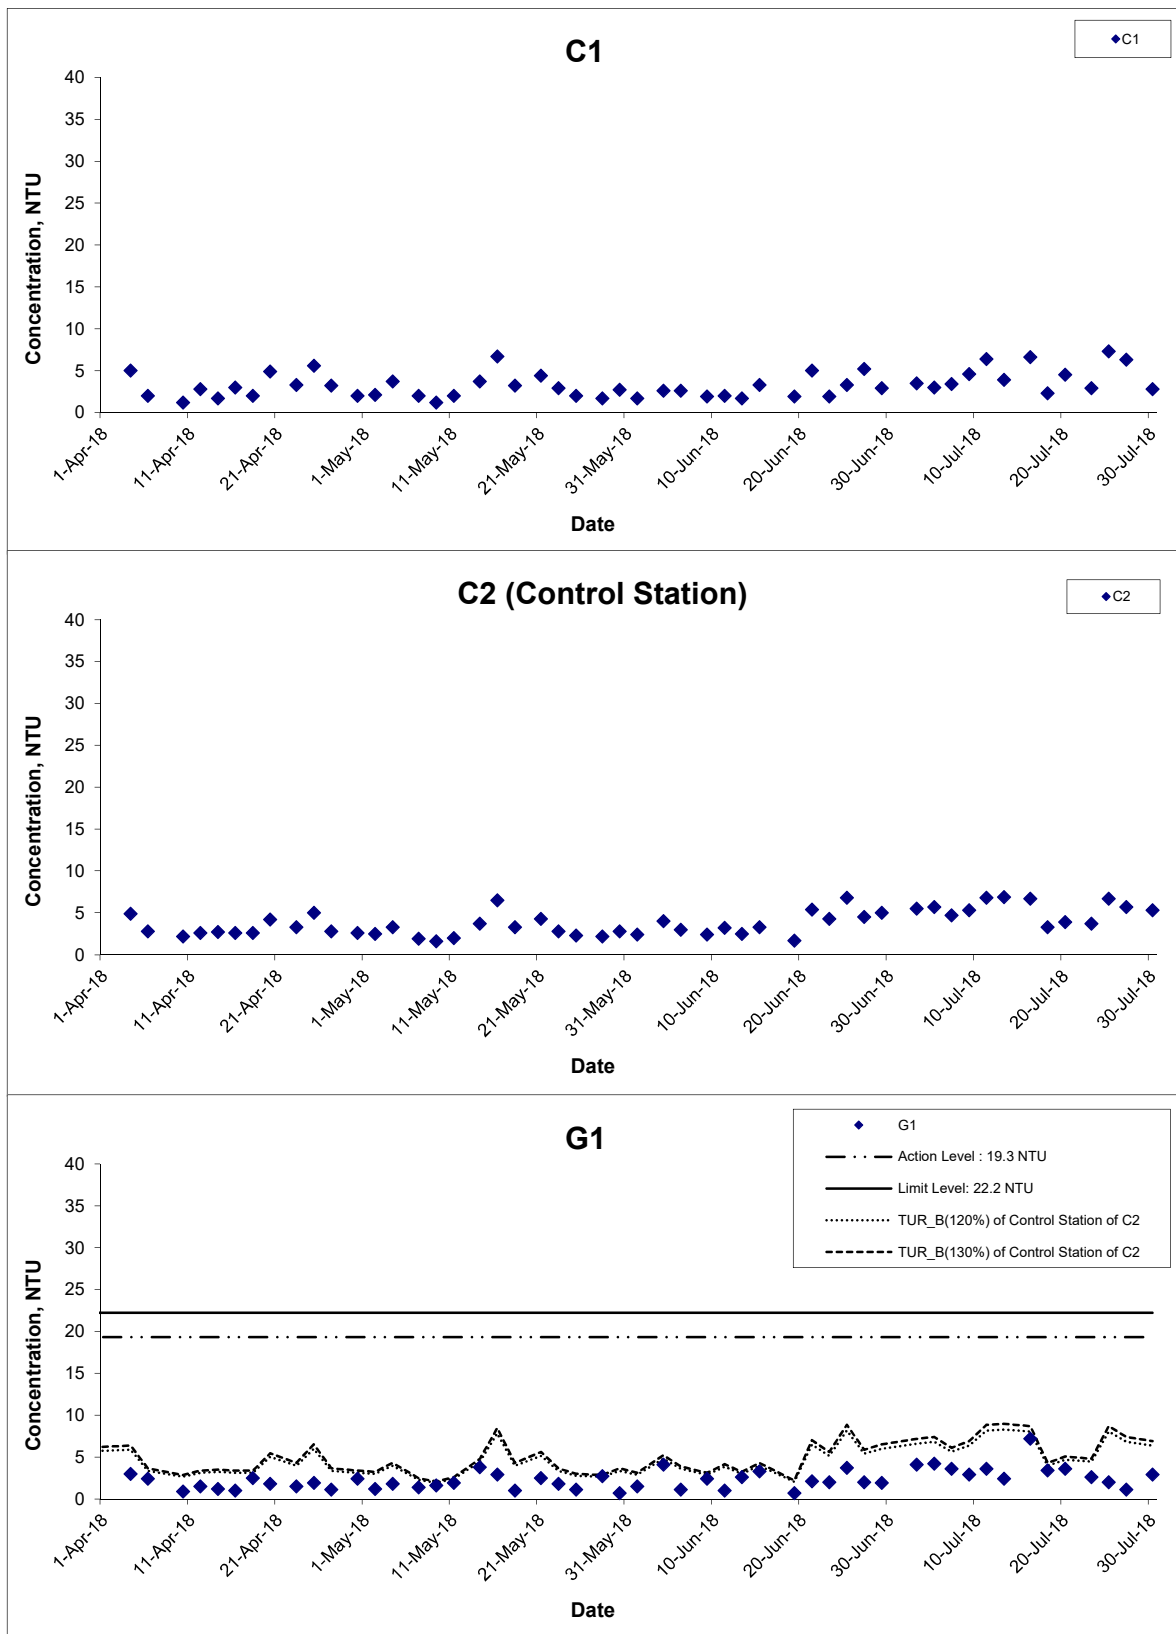 C1
C1
40
35
30
25
20
15
10
5
0
Concentration, NTU
1-Apr-18
11-Apr-18
21-Apr-18
1-May-18
11-May-18
21-May-18
31-May-18
10-Jun-18
20-Jun-18
30-Jun-18
10-Jul-18
20-Jul-18
30-Jul-18
Date
C2 (Control Station)
C2
40
35
30
25
20
15
10
5
0
Concentration, NTU
1-Apr-18
11-Apr-18
21-Apr-18
1-May-18
11-May-18
21-May-18
31-May-18
10-Jun-18
20-Jun-18
30-Jun-18
10-Jul-18
20-Jul-18
30-Jul-18
Date
G1
G1
Action Level : 19.3 NTU
Limit Level: 22.2 NTU
TUR_B(120%) of Control Station of C2
TUR_B(130%) of Control Station of C2
40
35
30
25
20
15
10
5
0
Concentration, NTU
1-Apr-18
11-Apr-18
21-Apr-18
1-May-18
11-May-18
21-May-18
31-May-18
10-Jun-18
20-Jun-18
30-Jun-18
10-Jul-18
20-Jul-18
30-Jul-18
Date